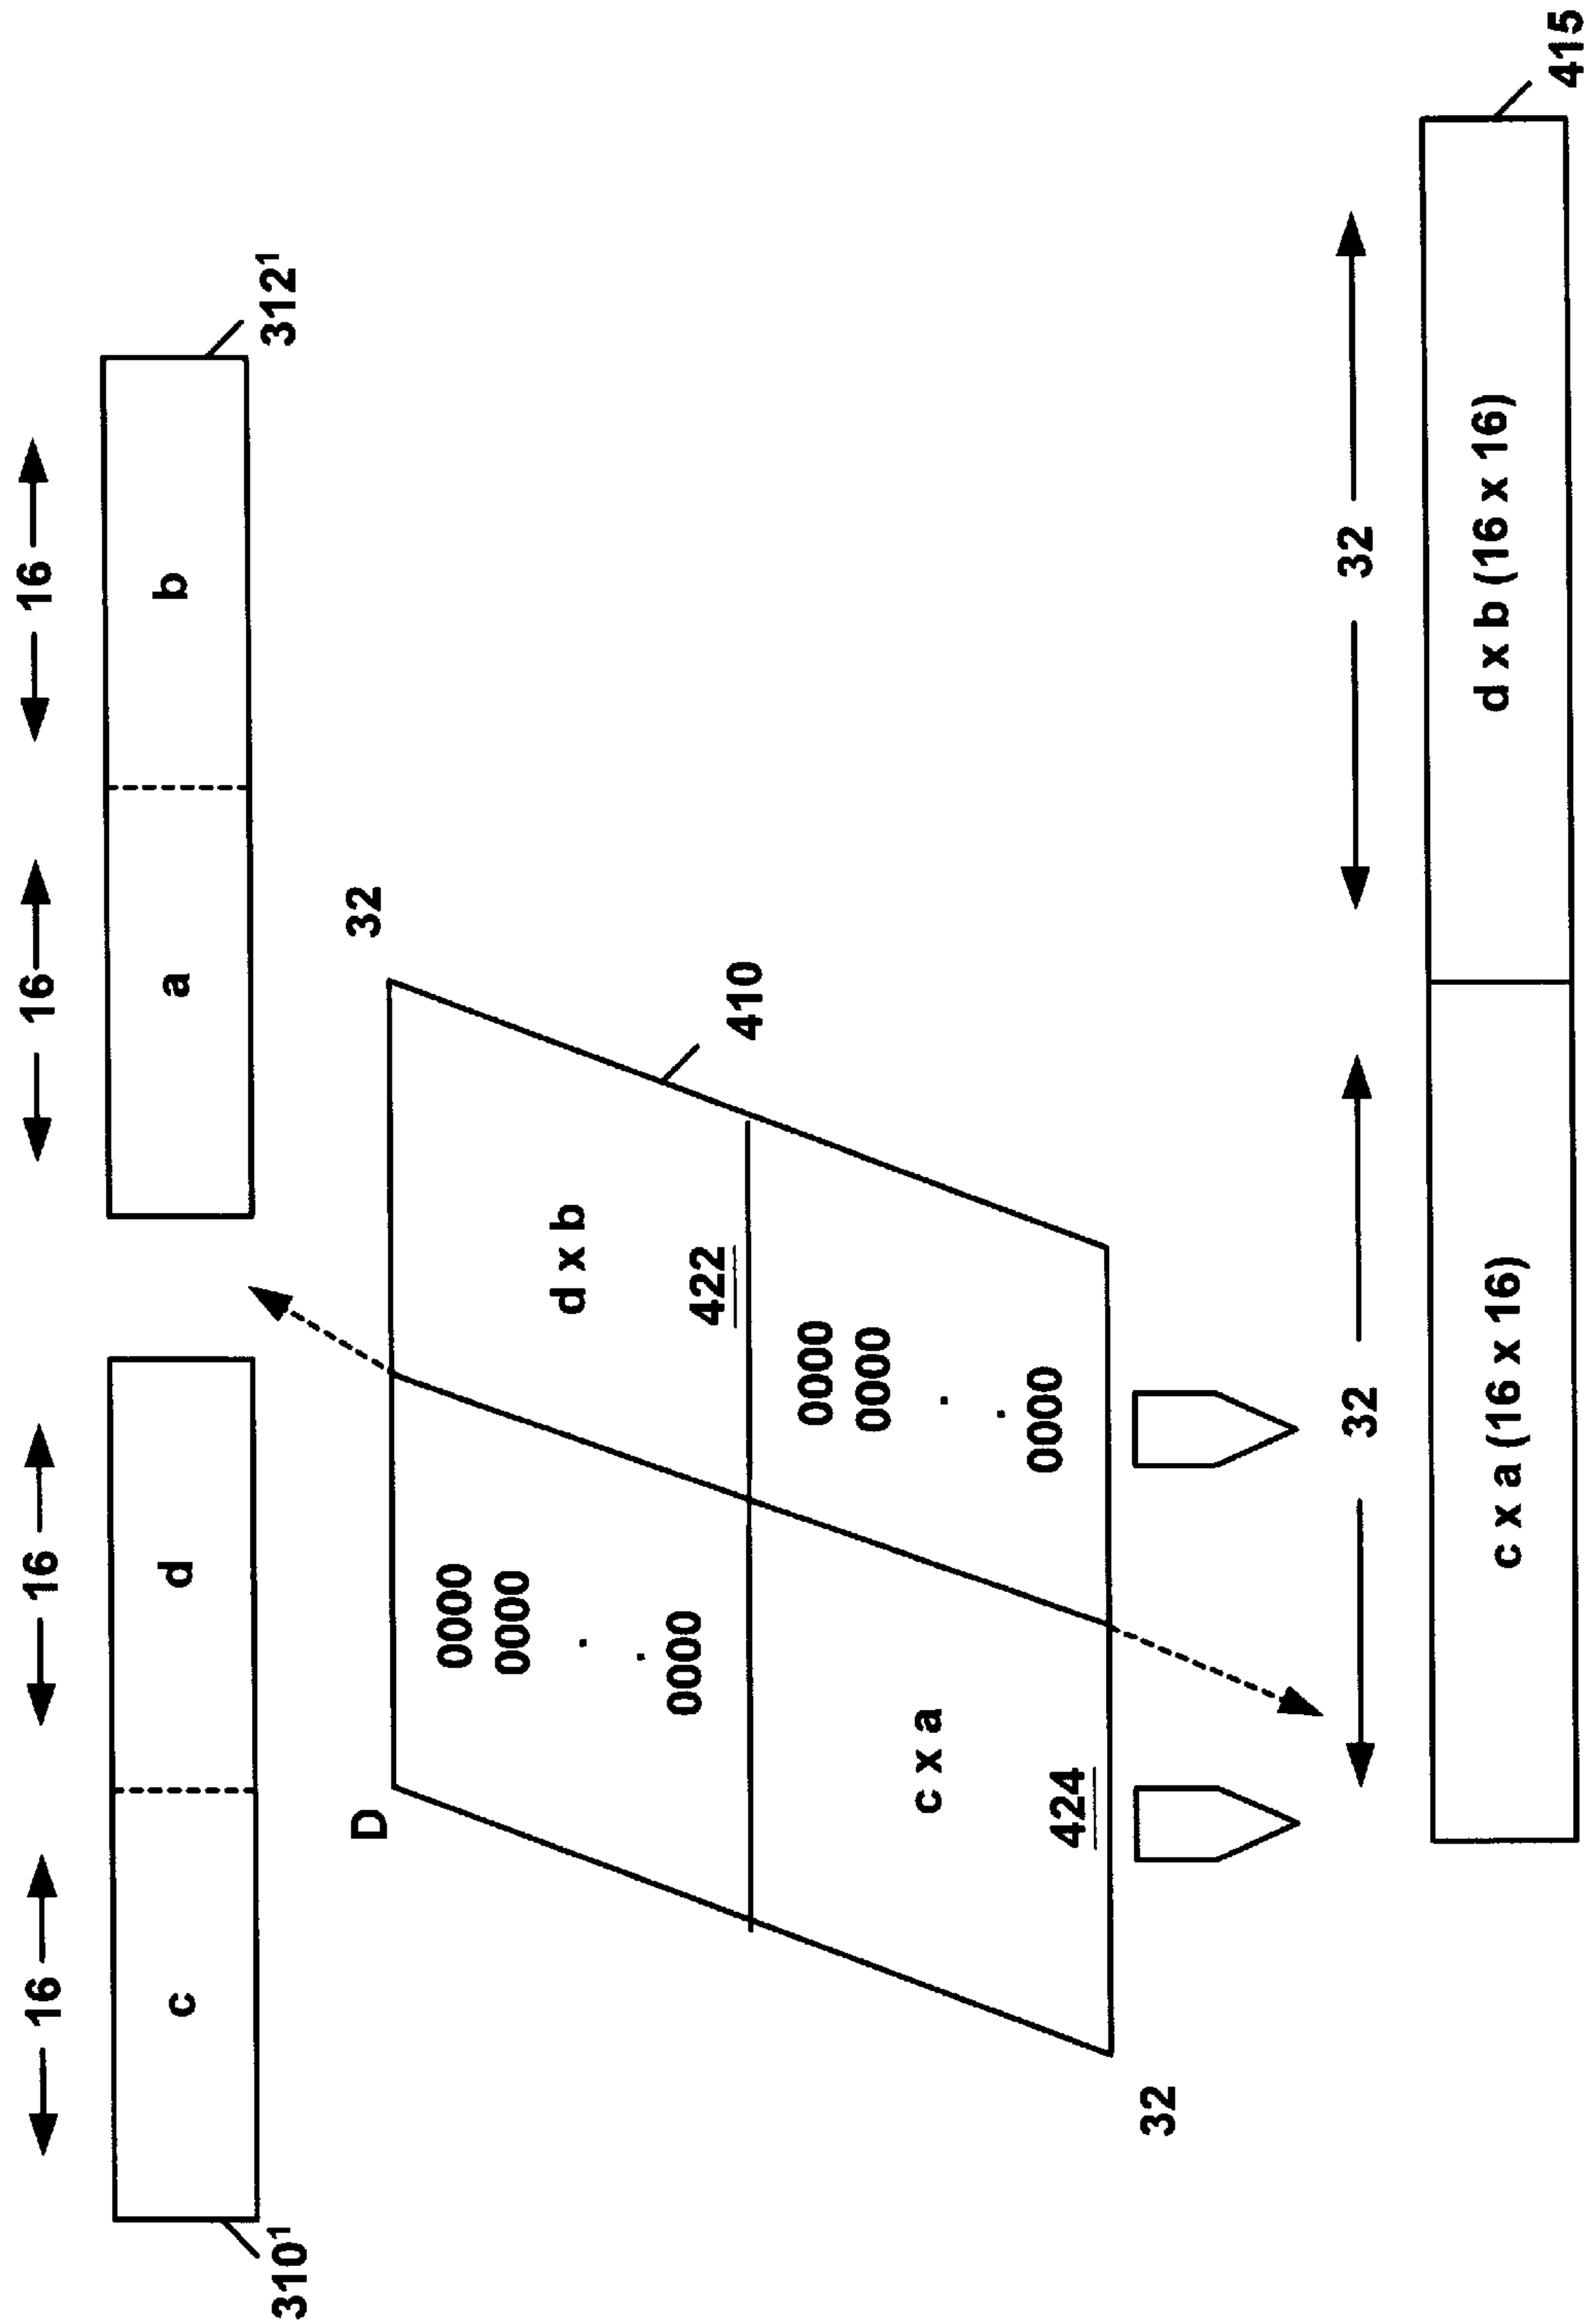 16 16 16 16
c d a b
310¹ 312¹
D 32
0000
0000
d x b
0000
422
410
0000
0000
c x a
0000
424
32
32 32
c x a (16 x 16) d x b (16 x 16)
415